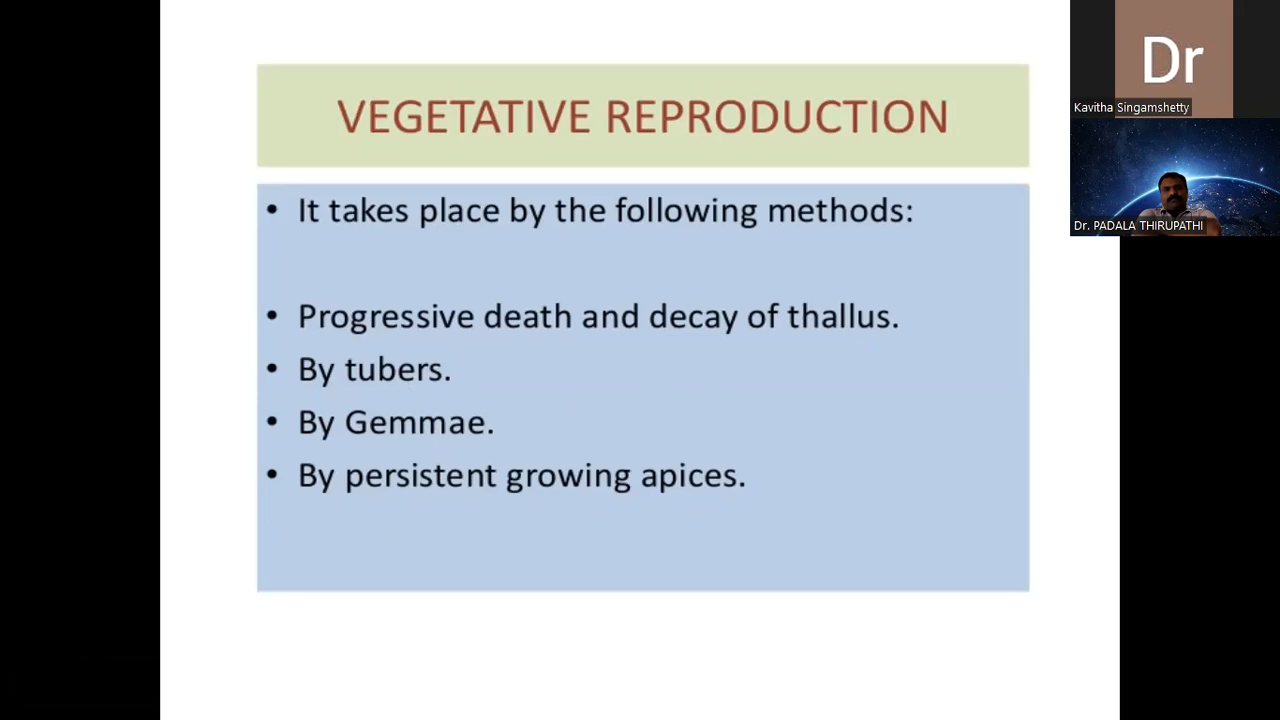 VEGETATIVE REPRODUCTION
• It takes place by the following methods:
• Progressive death and decay of thallus.
• By tubers.
• By Gemmae.
• By persistent growing apices.
Dr
Kavitha Singamshetty
Dr. PADALA THIRUPATHI